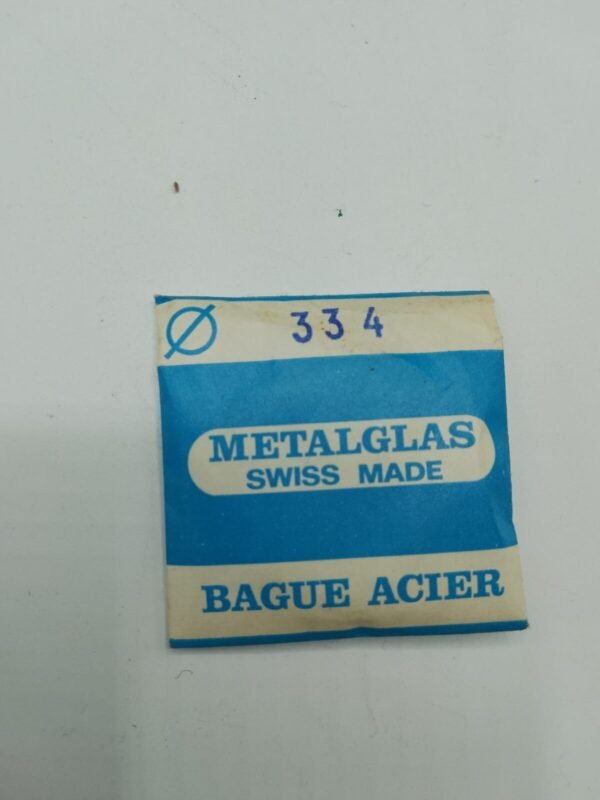 Ø 334
METALGLAS
SWISS MADE
BAGUE ACIER